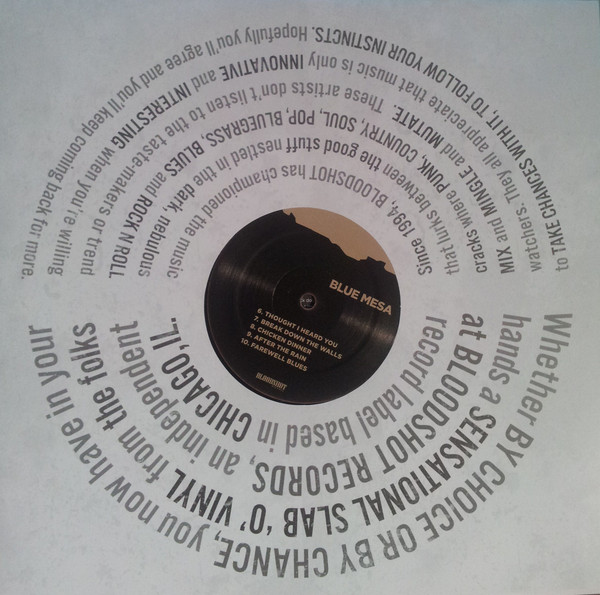 Whether BY CHOICE OR BY CHANCE, you now have in your
hands a SENSATIONAL SLAB 'O' VINYL from the folks
at BLOODSHOT RECORDS, an independent
record label based in CHICAGO, IL.
Since 1994, BLOODSHOT has championed the music
that lurks between the good stuff nestled in the dark, nebulous
cracks where PUNK, COUNTRY, SOUL, POP, BLUEGRASS, BLUES and ROCK N ROLL
MIX and MINGLE and MUTATE. These artists don't listen to the taste-makers or trend
watchers. They all appreciate that music is only INNOVATIVE and INTERESTING when you're willing
to TAKE CHANCES WITH IT, TO FOLLOW YOUR INSTINCTS. Hopefully you'll agree and you'll keep coming back for more.
BLUE MESA
6. THOUGHT I HEARD YOU
7. BREAK DOWN THE WALLS
8. CHICKEN DINNER
9. AFTER THE RAIN
10. FAREWELL BLUES
BLOODSHOT